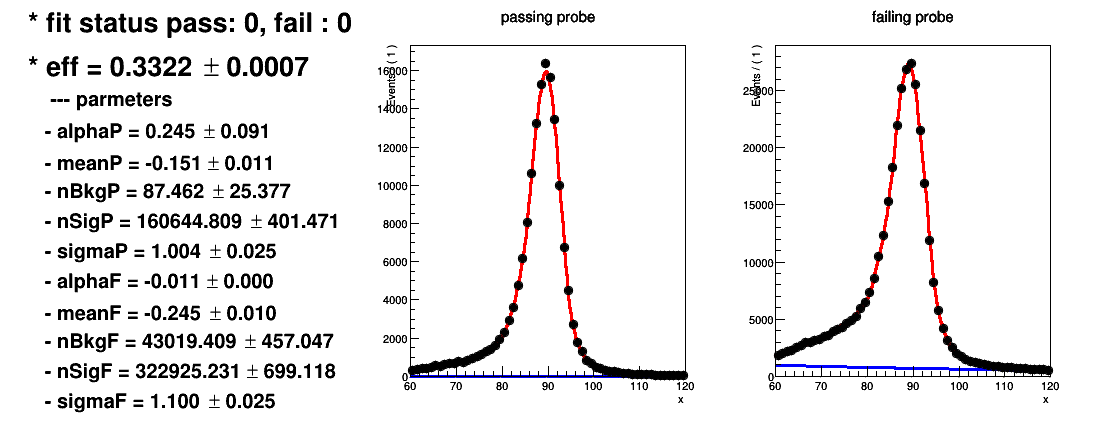 * fit status pass: 0, fail : 0
* eff = 0.3322 ± 0.0007
--- parmeters
- alphaP = 0.245 ± 0.091
- meanP = -0.151 ± 0.011
- nBkgP = 87.462 ± 25.377
- nSigP = 160644.809 ± 401.471
- sigmaP = 1.004 ± 0.025
- alphaF = -0.011 ± 0.000
- meanF = -0.245 ± 0.010
- nBkgF = 43019.409 ± 457.047
- nSigF = 322925.231 ± 699.118
- sigmaF = 1.100 ± 0.025
passing probe
Events / ( 1 )
16000
14000
12000
10000
8000
6000
4000
2000
0
60 70 80 90 100 110 120
x
failing probe
Events / ( 1 )
25000
20000
15000
10000
5000
0
60 70 80 90 100 110 120
x